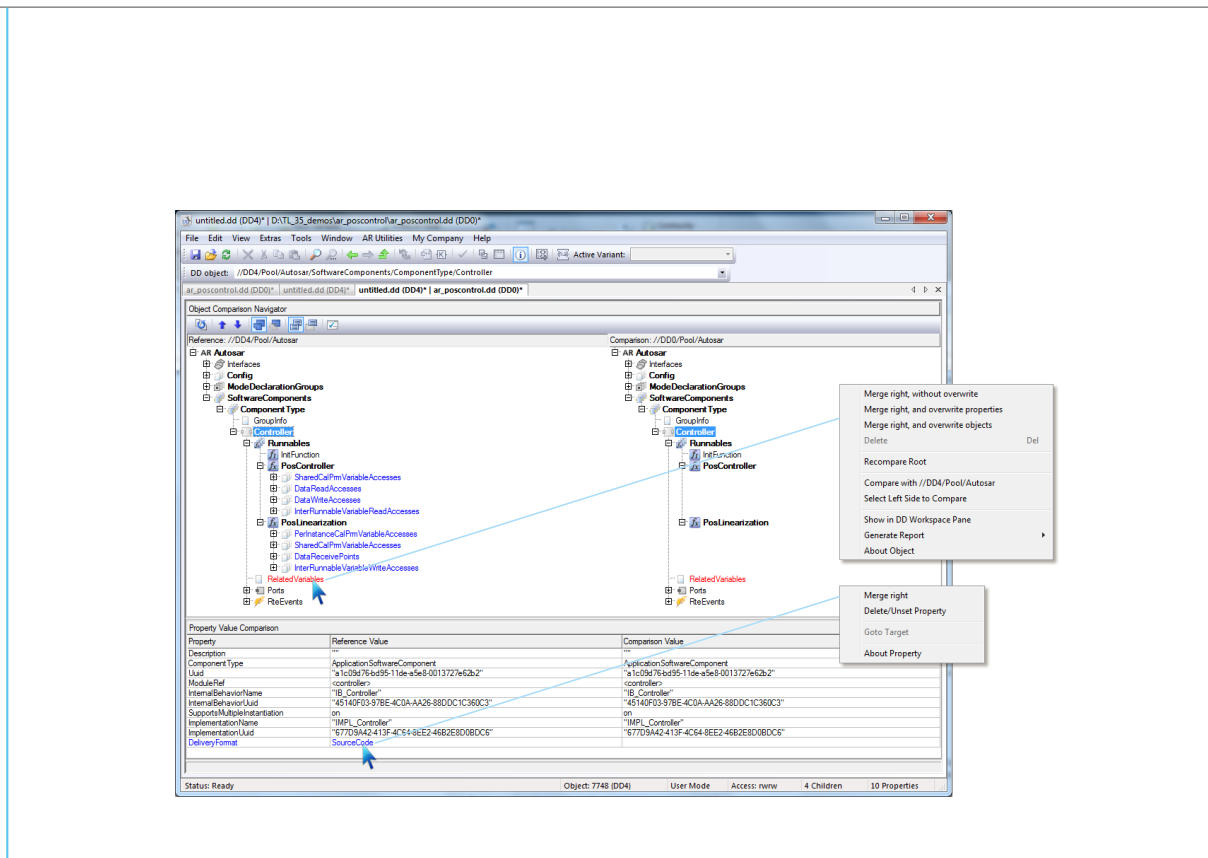 untitled.dd (DD4)* | D:\TL_35_demos\ar_poscontrol\ar_poscontrol.dd (DD0)*
File Edit View Extras Tools Window AR Utilities My Company Help
Active Variant:
DD object: //DD4/Pool/Autosar/SoftwareComponents/ComponentType/Controller
ar_poscontrol.dd (DD0)* untitled.dd (DD4)* untitled.dd (DD4)* | ar_poscontrol.dd (DD0)*
Object Comparison Navigator
Reference: //DD4/Pool/Autosar Comparison: //DD0/Pool/Autosar
AR Autosar AR Autosar
Interfaces Interfaces
Config Config
ModeDeclarationGroups ModeDeclarationGroups
SoftwareComponents SoftwareComponents
ComponentType ComponentType
GroupInfo GroupInfo
Controller Controller
Runnables Runnables
InitFunction InitFunction
PosController PosController
SharedCalPrmVariableAccesses
DataReadAccesses
DataWriteAccesses
InterRunnableVariableReadAccesses
PosLinearization PosLinearization
PerInstanceCalPrmVariableAccesses
SharedCalPrmVariableAccesses
DataReceivePoints
InterRunnableVariableWriteAccesses
RelatedVariables RelatedVariables
Ports Ports
RteEvents RteEvents
Merge right, without overwrite
Merge right, and overwrite properties
Merge right, and overwrite objects
Delete Del
Recompare Root
Compare with //DD4/Pool/Autosar
Select Left Side to Compare
Show in DD Workspace Pane
Generate Report
About Object
Merge right
Delete/Unset Property
Goto Target
About Property
Property Value Comparison
Property Reference Value Comparison Value
Description "" ""
ComponentType ApplicationSoftwareComponent ApplicationSoftwareComponent
Uuid "a1c09d76-bd95-11de-a5e8-0013727e62b2" "a1c09d76-bd95-11de-a5e8-0013727e62b2"
ModuleRef <controller> <controller>
InternalBehaviorName "IB_Controller" "IB_Controller"
InternalBehaviorUuid "45140F03-97BE-4C0A-AA26-88DDC1C360C3" "45140F03-97BE-4C0A-AA26-88DDC1C360C3"
SupportsMultipleInstantiation on on
ImplementationName "IMPL_Controller" "IMPL_Controller"
ImplementationUuid "677D9A42-413F-4C64-8EE2-46B2E8D0BDC6" "677D9A42-413F-4C64-8EE2-46B2E8D0BDC6"
DeliveryFormat SourceCode
Status: Ready Object: 7748 (DD4) User Mode Access: rwrw 4 Children 10 Properties